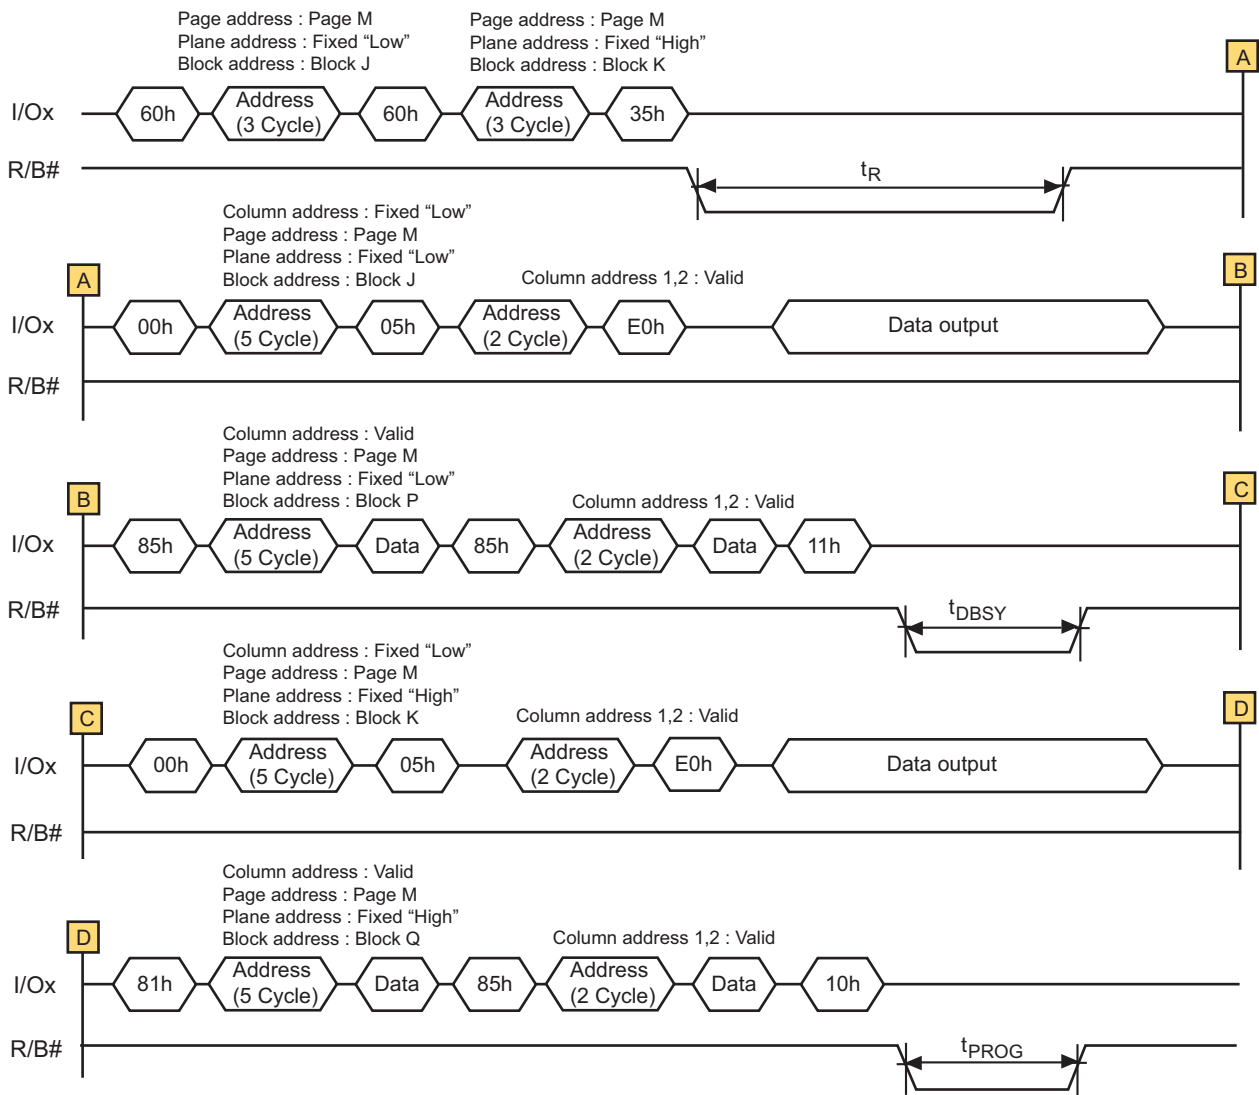 Page address : Page M
Plane address : Fixed “Low”
Block address : Block J
Page address : Page M
Plane address : Fixed “High”
Block address : Block K
A
I/Ox 60h Address (3 Cycle) 60h Address (3 Cycle) 35h
R/B# tR
Column address : Fixed “Low”
Page address : Page M
Plane address : Fixed “Low”
Block address : Block J
Column address 1,2 : Valid
A B
I/Ox 00h Address (5 Cycle) 05h Address (2 Cycle) E0h Data output
R/B#
Column address : Valid
Page address : Page M
Plane address : Fixed “Low”
Block address : Block P
Column address 1,2 : Valid
B C
I/Ox 85h Address (5 Cycle) Data 85h Address (2 Cycle) Data 11h
R/B# tDBSY
Column address : Fixed “Low”
Page address : Page M
Plane address : Fixed “High”
Block address : Block K
Column address 1,2 : Valid
C D
I/Ox 00h Address (5 Cycle) 05h Address (2 Cycle) E0h Data output
R/B#
Column address : Valid
Page address : Page M
Plane address : Fixed “High”
Block address : Block Q
Column address 1,2 : Valid
D
I/Ox 81h Address (5 Cycle) Data 85h Address (2 Cycle) Data 10h
R/B# tPROG